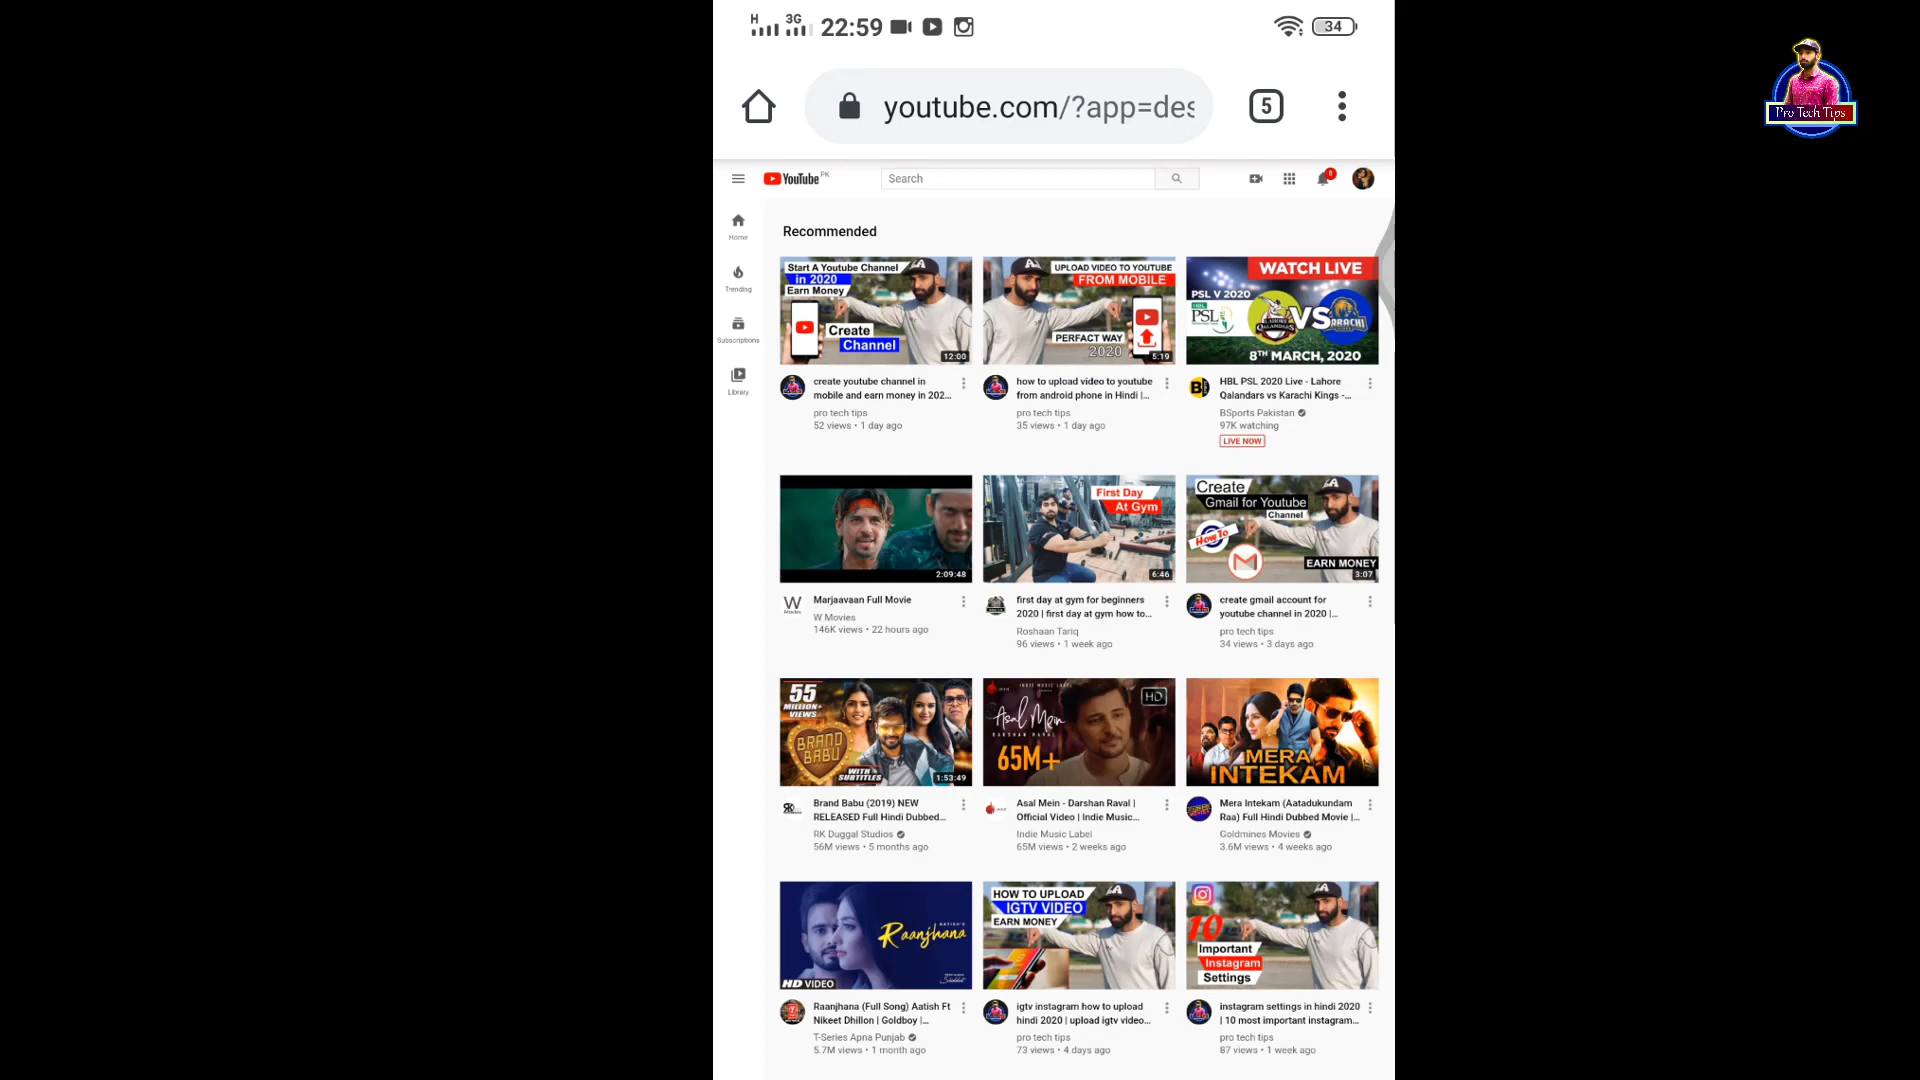 H 3G 22:59 34
youtube.com/?app=des 5
YouTube PK Search 8
Pro Tech Tips
Home
Trending
Subscriptions
Library
Recommended
Start A Youtube Channel
in 2020
Earn Money
Create
Channel
12:00
create youtube channel in
mobile and earn money in 202...
pro tech tips
52 views • 1 day ago
UPLOAD VIDEO TO YOUTUBE
FROM MOBILE
PERFACT WAY
2020
5:19
how to upload video to youtube
from android phone in Hindi |...
pro tech tips
35 views • 1 day ago
WATCH LIVE
PSL V 2020
HBL
PSL
LAHORE
QALANDARS
VS
KARACHI
8TH MARCH, 2020
HBL PSL 2020 Live - Lahore
Qalandars vs Karachi Kings -...
BSports Pakistan
97K watching
LIVE NOW
2:09:48
W
Movies
Marjaavaan Full Movie
W Movies
146K views • 22 hours ago
First Day
At Gym
6:46
first day at gym for beginners
2020 | first day at gym how to...
Roshaan Tariq
96 views • 1 week ago
Create
Gmail for Youtube
Channel
How To
EARN MONEY
3:07
create gmail account for
youtube channel in 2020 |...
pro tech tips
34 views • 3 days ago
55
MILLION+
VIEWS
BRAND
BABU
WITH
SUBTITLES
1:53:49
Brand Babu (2019) NEW
RELEASED Full Hindi Dubbed...
RK Duggal Studios
56M views • 5 months ago
INDIE MUSIC LABEL
HD
Asal Mein
DARSHAN RAVAL
65M+
Asal Mein - Darshan Raval |
Official Video | Indie Music...
Indie Music Label
65M views • 2 weeks ago
MERA
INTEKAM
Mera Intekam (Aatadukundam
Raa) Full Hindi Dubbed Movie |...
Goldmines Movies
3.6M views • 4 weeks ago
AATISH'S
Raanjhana
HD VIDEO
Raanjhana (Full Song) Aatish Ft
Nikeet Dhillon | Goldboy |...
T-Series Apna Punjab
5.7M views • 1 month ago
HOW TO UPLOAD
IGTV VIDEO
EARN MONEY
igtv instagram how to upload
hindi 2020 | upload igtv video...
pro tech tips
73 views • 4 days ago
10
Important
Instagram
Settings
instagram settings in hindi 2020
| 10 most important instagram...
pro tech tips
87 views • 1 week ago